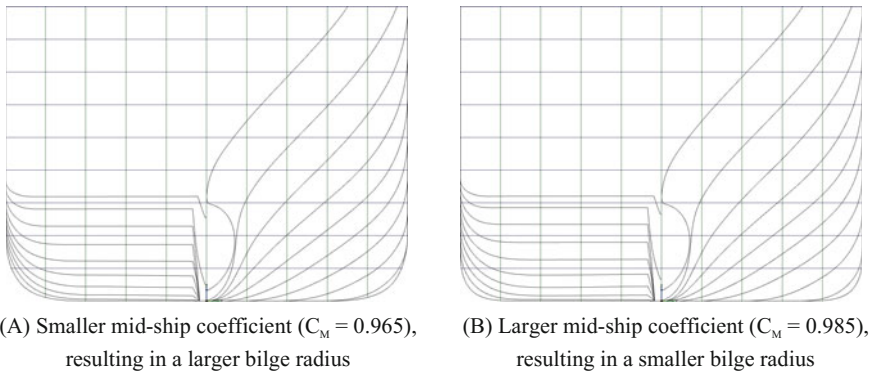 (A) Smaller mid-ship coefficient (C_M = 0.965),
resulting in a larger bilge radius
(B) Larger mid-ship coefficient (C_M = 0.985),
resulting in a smaller bilge radius